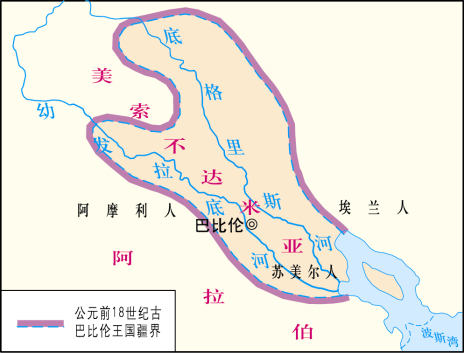 底格里斯河
幼发拉底河
美索不达米亚
阿摩利人
埃兰人
巴比伦
苏美尔人
阿拉伯
波斯湾
公元前18世纪古
巴比伦王国疆界